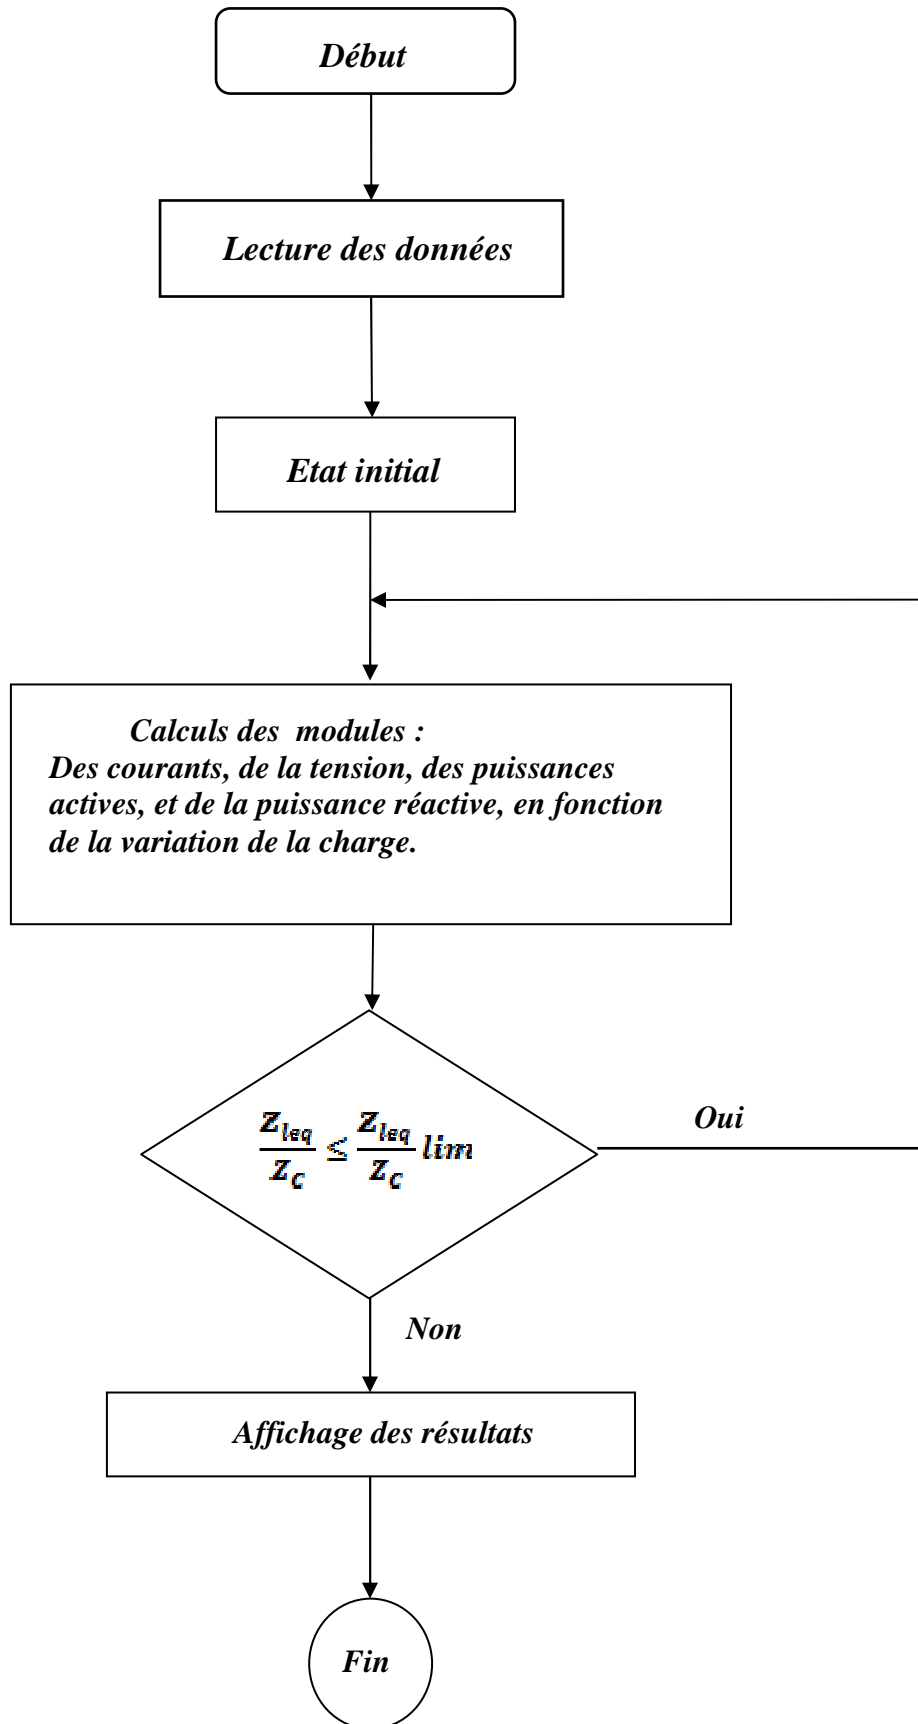 Début
Lecture des données
Etat initial
Calculs des modules :
Des courants, de la tension, des puissances
actives, et de la puissance réactive, en fonction
de la variation de la charge.
Z_leq/Z_C ≤ Z_leq/Z_C lim
Oui
Non
Affichage des résultats
Fin